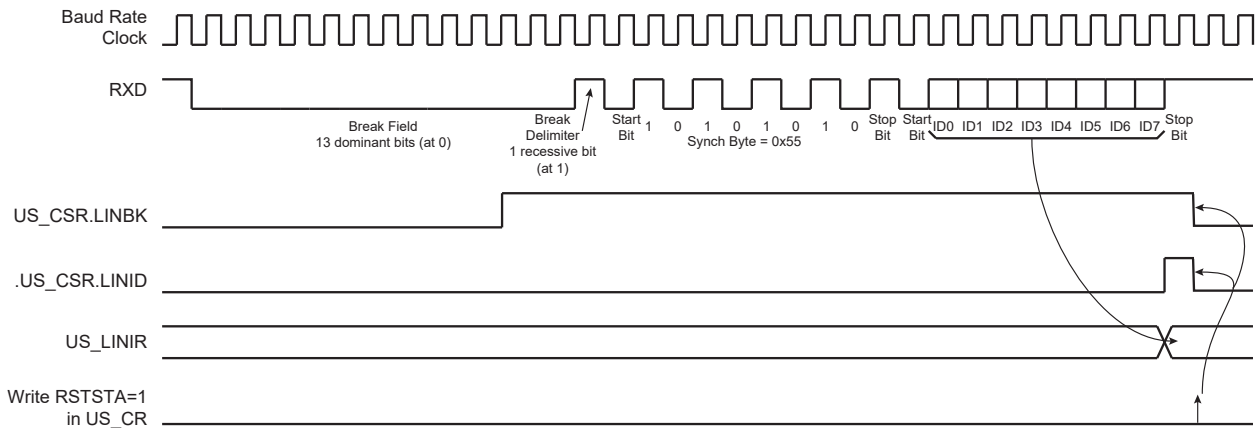 Baud Rate
Clock
RXD
Break Field
13 dominant bits (at 0)
Break
Delimiter
1 recessive bit
(at 1)
Start
Bit
1 0 1 0 1 0 1 0
Synch Byte = 0x55
Stop
Bit
Start
Bit
ID0 ID1 ID2 ID3 ID4 ID5 ID6 ID7
Stop
Bit
US_CSR.LINBK
.US_CSR.LINID
US_LINIR
Write RSTSTA=1
in US_CR